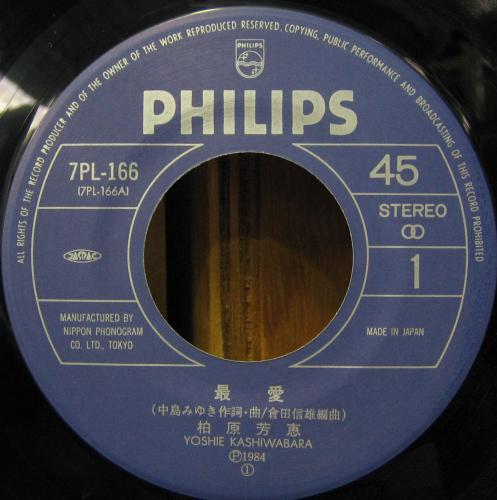 ALL RIGHTS OF THE RECORD PRODUCER AND OF THE OWNER OF THE WORK REPRODUCED RESERVED. COPYING, PUBLIC PERFORMANCE AND BROADCASTING OF THIS RECORD PROHIBITED
PHILIPS
PHILIPS
7PL-166
(7PL-166A)
45
STEREO
1
JASRAC
MANUFACTURED BY
NIPPON PHONOGRAM
CO. LTD., TOKYO
MADE IN JAPAN
最愛
(中島みゆき作詞・曲/倉田信雄編曲)
柏原芳恵
YOSHIE KASHIWABARA
Ⓟ1984
①